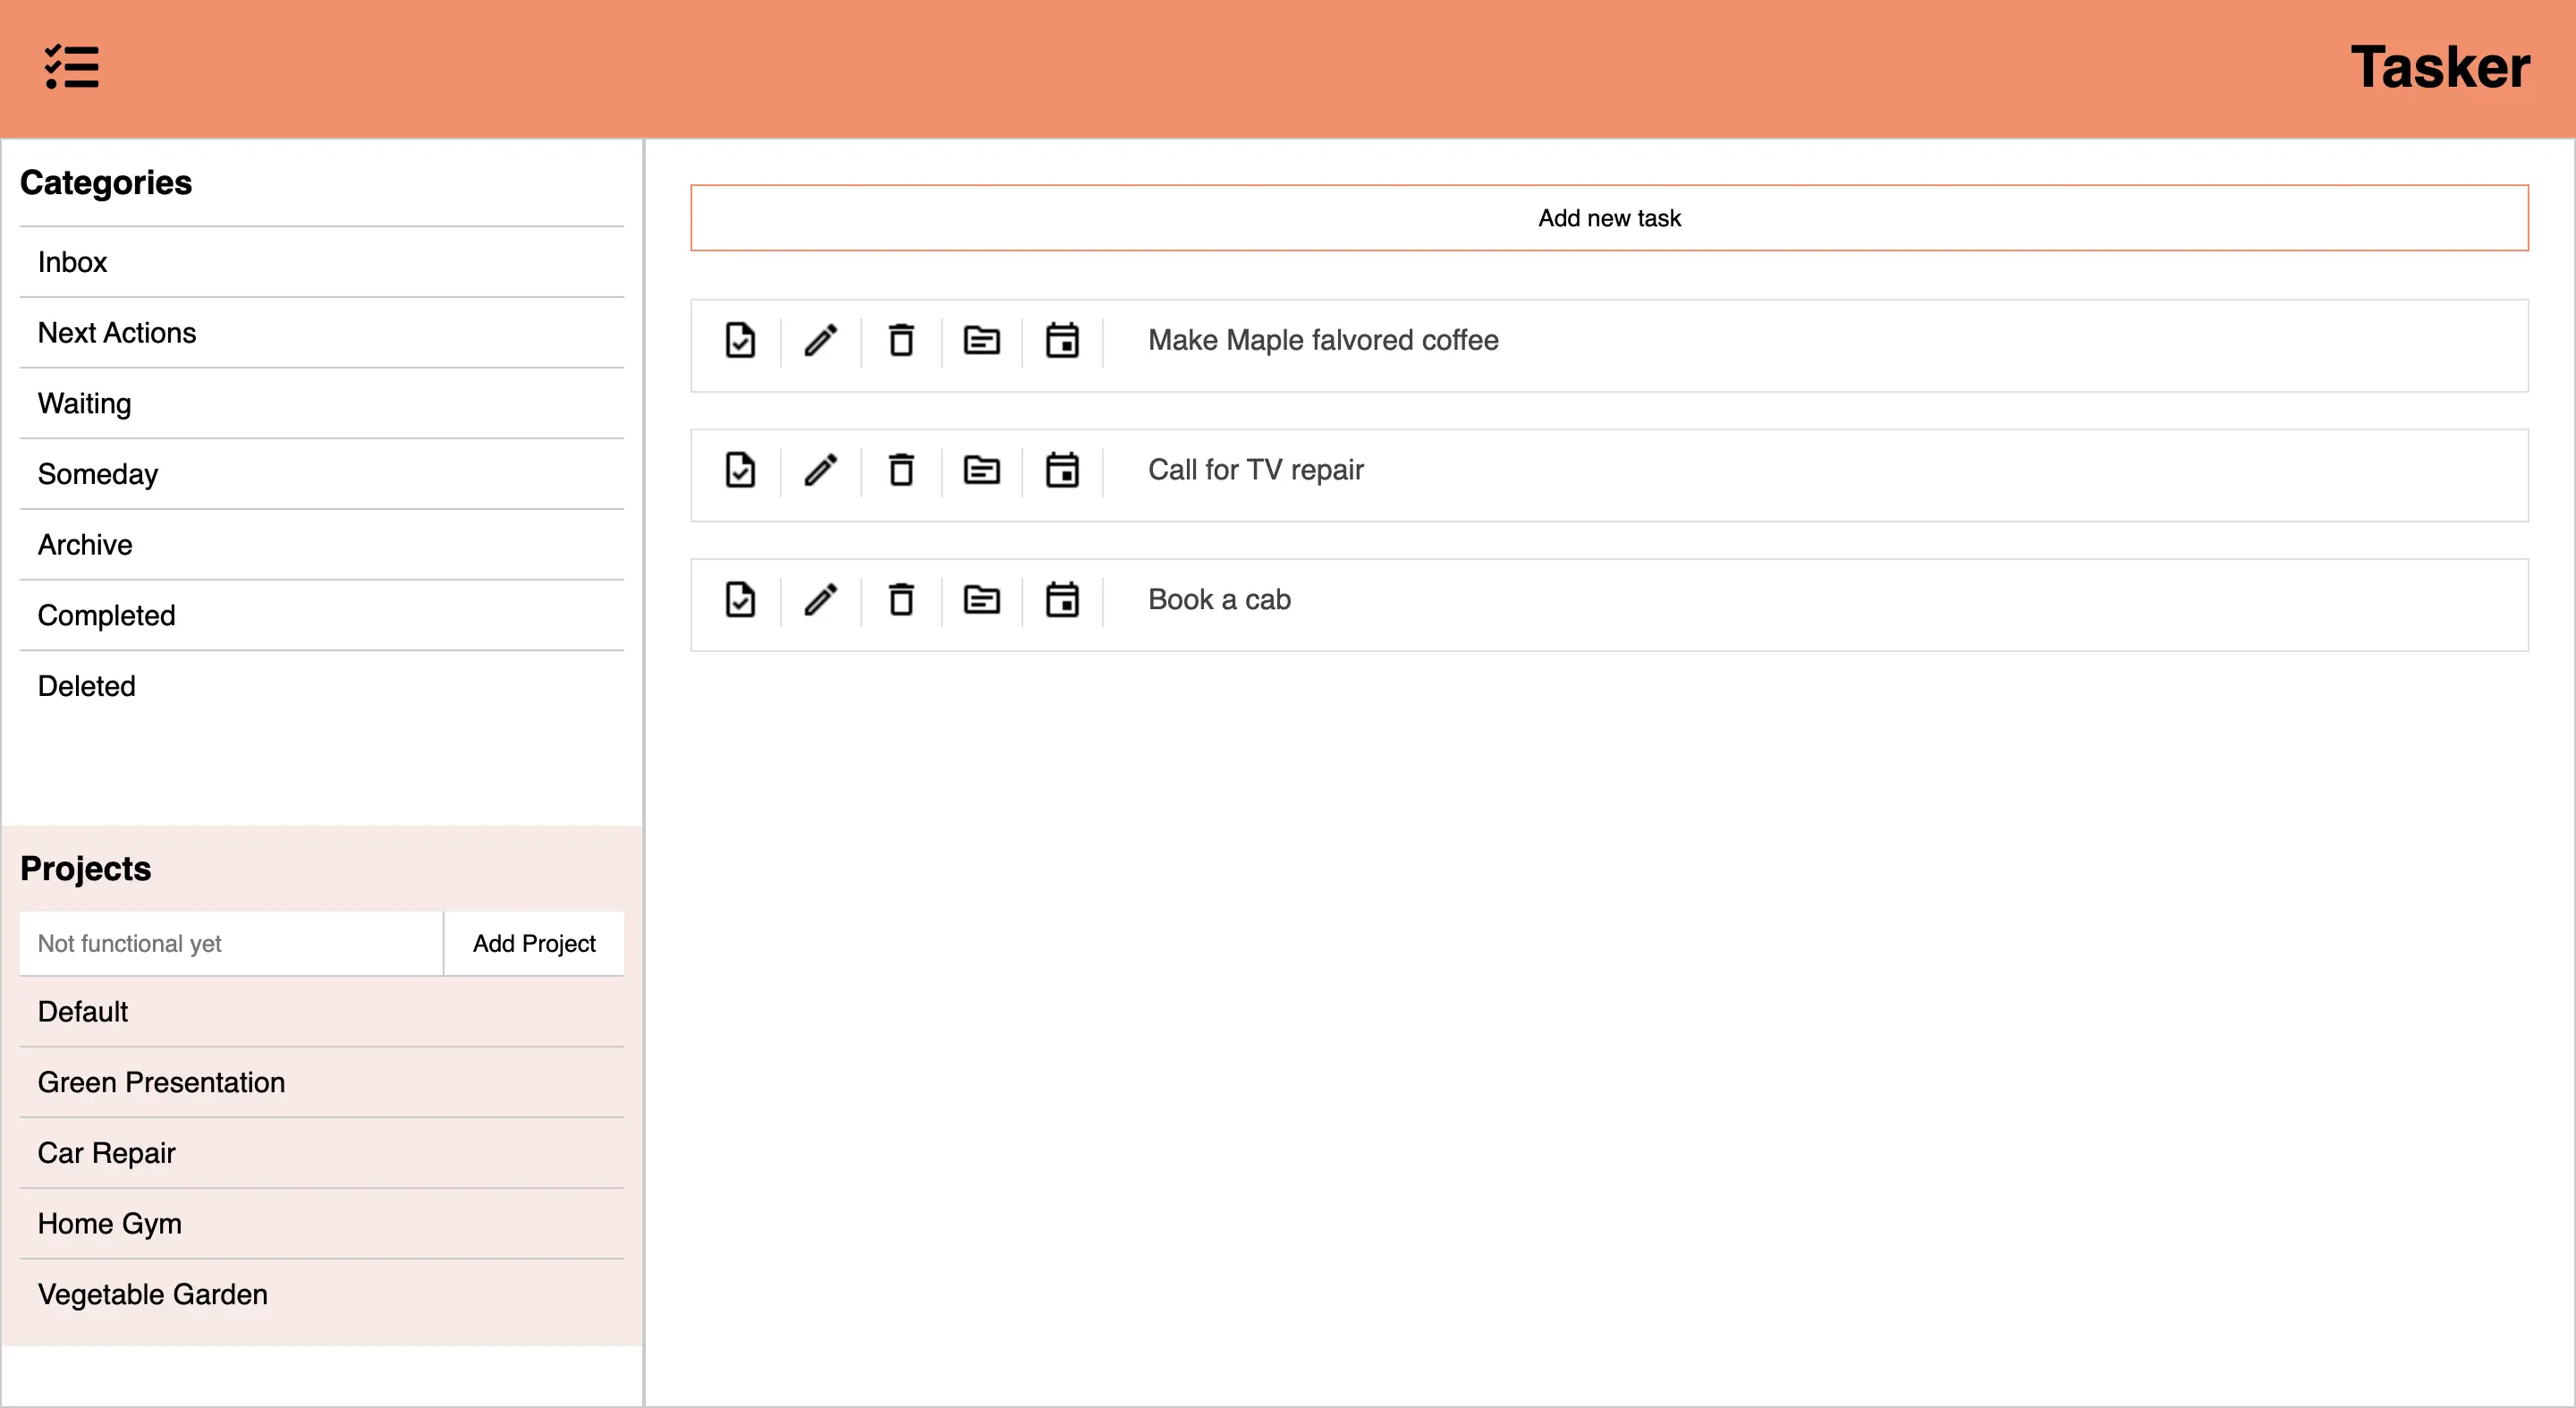 Tasker
Categories
Inbox
Next Actions
Waiting
Someday
Archive
Completed
Deleted
Projects
Not functional yet
Add Project
Default
Green Presentation
Car Repair
Home Gym
Vegetable Garden
Add new task
Make Maple falvored coffee
Call for TV repair
Book a cab